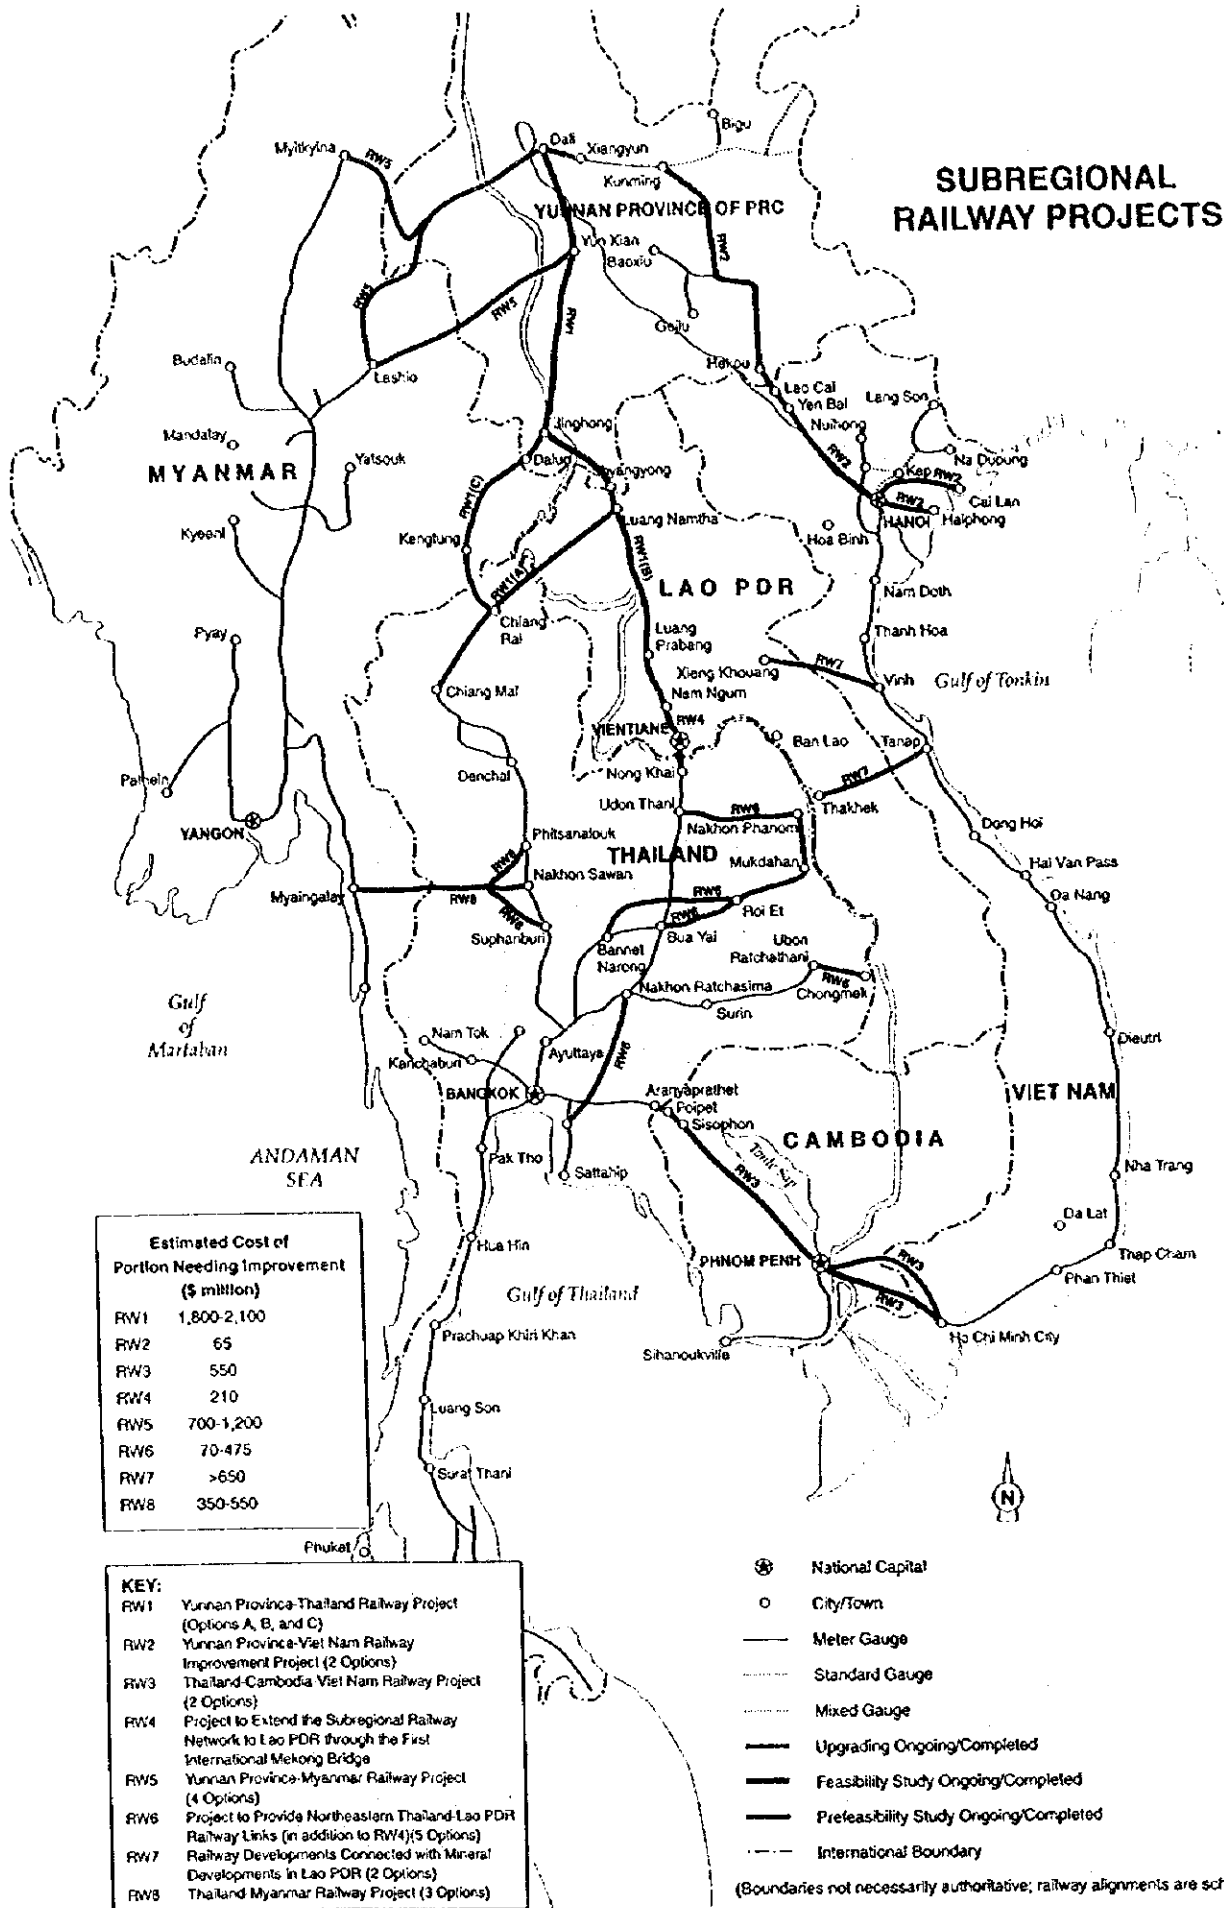 SUBREGIONAL
RAILWAY PROJECTS
Bigu
Dali
Xiangyun
Myitkyina
RW5
Kunming
YUNNAN PROVINCE OF PRC
Yun Xian
RW2
Baoxiu
RW5
RW5
RW1
Gejiu
Budalin
Lashio
Hekou
Lao Cai
Yen Bai
Lang Son
Jinghong
Nuihong
Mandalay
MYANMAR
Yatsouk
Daluo
RW2
Na Duoung
Kep
RW2
Cai Lan
RW1(C)
RW2
Luang Namtha
HANOI
Haiphong
Kyeeni
Hoa Binh
Kengtung
RW1(A)
RW1(B)
LAO PDR
Nam Doth
Chiang
Rai
Pyay
Luang
Prabang
Thanh Hoa
Xieng Khouang
RW7
Vinh
Gulf of Tonkin
Chiang Mai
Nam Ngum
RW4
VIENTIANE
Ban Lao
Tanap
Denchai
Nong Khai
Pathein
RW7
Thakhek
Udon Thani
RW6
YANGON
Nakhon Phanom
Dong Hoi
Phitsanalouk
THAILAND
RW8
Mukdahan
Hai Van Pass
Nakhon Sawan
Myaingalay
RW8
RW6
Da Nang
RW8
RW6
Roi Et
Suphanburi
Bannet
Narong
Bua Yai
Ubon
Ratchathani
RW6
Chongmek
Nakhon Ratchasima
Gulf
of
Martaban
Surin
Nam Tok
Dieutri
Kanchaburi
Ayuttaya
RW6
BANGKOK
Aranyaprathet
Poipet
Sisophon
VIET NAM
CAMBODIA
ANDAMAN
SEA
Pak Tho
Tonle Sap
Sattahip
RW3
Nha Trang
Da Lat
Hua Hin
Thap Cham
PHNOM PENH
RW3
Phan Thiet
RW3
Gulf of Thailand
Prachuap Khiri Khan
Sihanoukville
Ho Chi Minh City
Luang Son
Surat Thani
Phuket
Estimated Cost of
Portion Needing Improvement
($ million)
RW1 1,800-2,100
RW2 65
RW3 550
RW4 210
RW5 700-1,200
RW6 70-475
RW7 >650
RW8 350-550
N
KEY:
RW1 Yunnan Province-Thailand Railway Project
(Options A, B, and C)
RW2 Yunnan Province-Viet Nam Railway
Improvement Project (2 Options)
RW3 Thailand-Cambodia-Viet Nam Railway Project
(2 Options)
RW4 Project to Extend the Subregional Railway
Network to Lao PDR through the First
International Mekong Bridge
RW5 Yunnan Province-Myanmar Railway Project
(4 Options)
RW6 Project to Provide Northeastern Thailand-Lao PDR
Railway Links (in addition to RW4)(5 Options)
RW7 Railway Developments Connected with Mineral
Developments in Lao PDR (2 Options)
RW8 Thailand-Myanmar Railway Project (3 Options)
National Capital
City/Town
Meter Gauge
Standard Gauge
Mixed Gauge
Upgrading Ongoing/Completed
Feasibility Study Ongoing/Completed
Prefeasibility Study Ongoing/Completed
International Boundary
(Boundaries not necessarily authoritative; railway alignments are sch